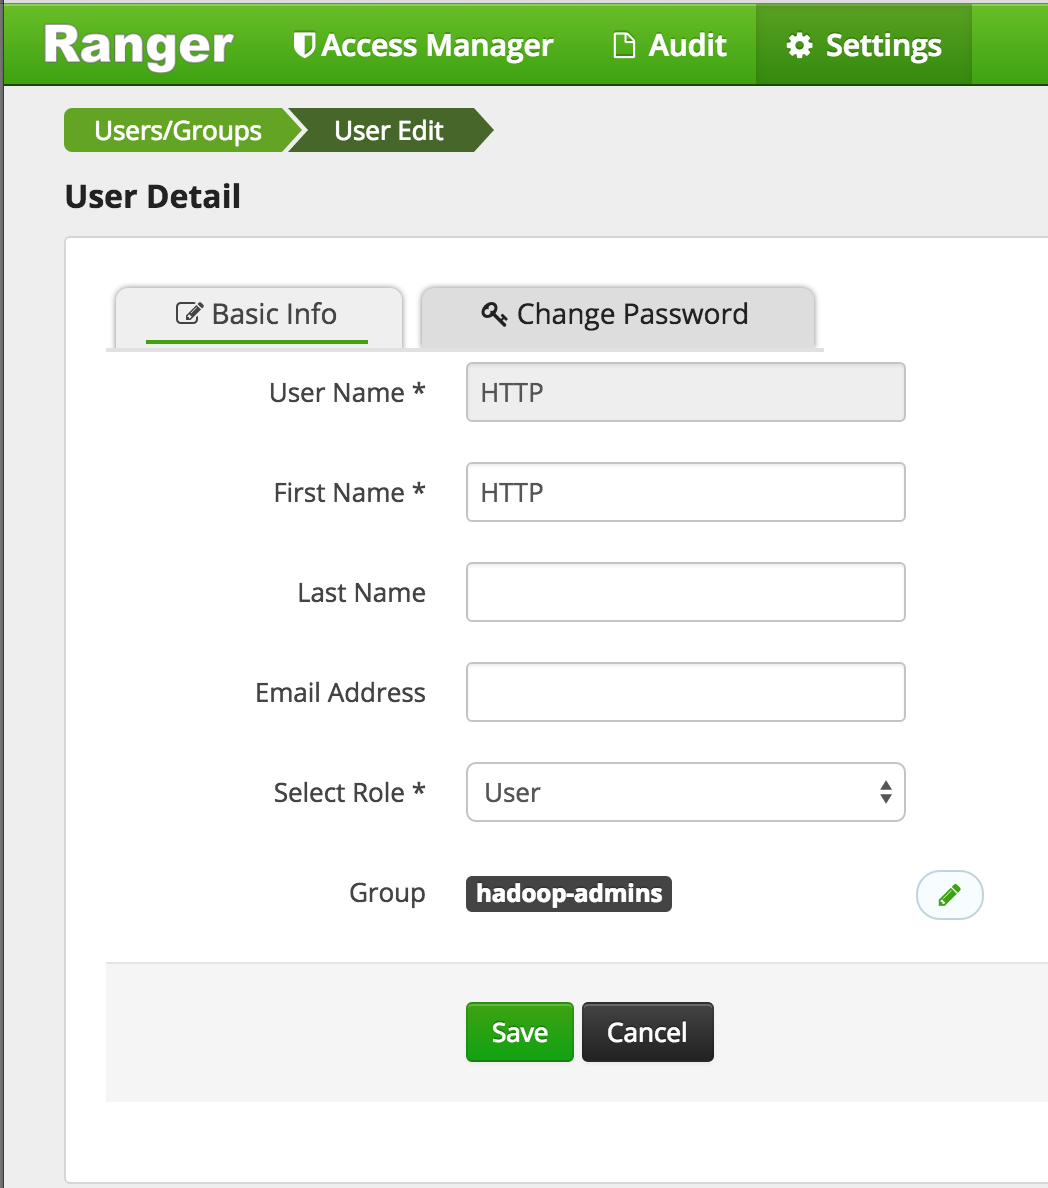 Ranger Access Manager Audit Settings
Users/Groups User Edit
User Detail
Basic Info Change Password
User Name * HTTP
First Name * HTTP
Last Name
Email Address
Select Role * User
Group hadoop-admins
Save Cancel